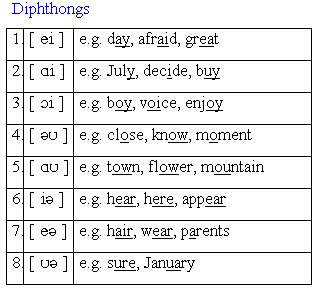 Diphthongs
1. [ ei ] e.g. day, afraid, great
2. [ ɑi ] e.g. July, decide, buy
3. [ ɔi ] e.g. boy, voice, enjoy
4. [ əʊ ] e.g. close, know, moment
5. [ ɑʊ ] e.g. town, flower, mountain
6. [ iə ] e.g. hear, here, appear
7. [ eə ] e.g. hair, wear, parents
8. [ ʊə ] e.g. sure, January